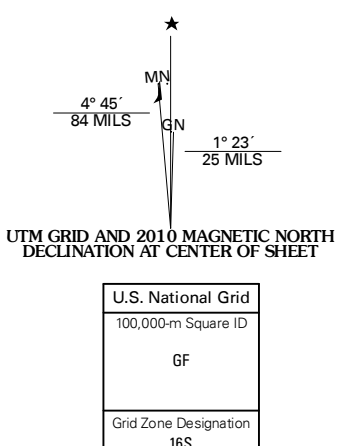 ★
MN
4° 45´
84 MILS
GN
1° 23´
25 MILS
UTM GRID AND 2010 MAGNETIC NORTH
DECLINATION AT CENTER OF SHEET
U.S. National Grid
100,000-m Square ID
GF
Grid Zone Designation
16S